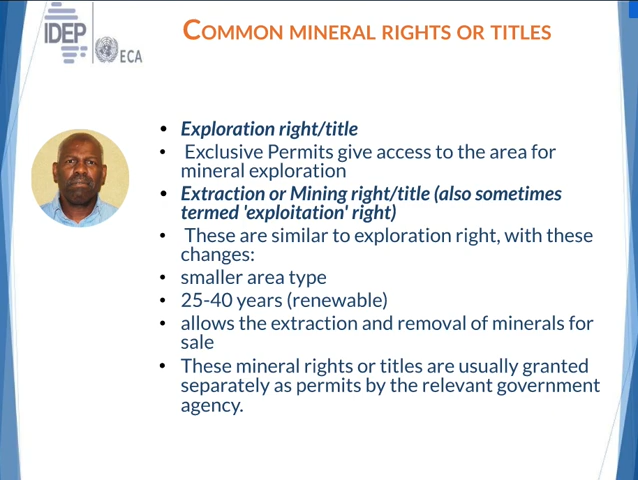 IDEP
ECA
COMMON MINERAL RIGHTS OR TITLES
• Exploration right/title
• Exclusive Permits give access to the area for
mineral exploration
• Extraction or Mining right/title (also sometimes
termed 'exploitation' right)
• These are similar to exploration right, with these
changes:
• smaller area type
• 25-40 years (renewable)
• allows the extraction and removal of minerals for
sale
• These mineral rights or titles are usually granted
separately as permits by the relevant government
agency.